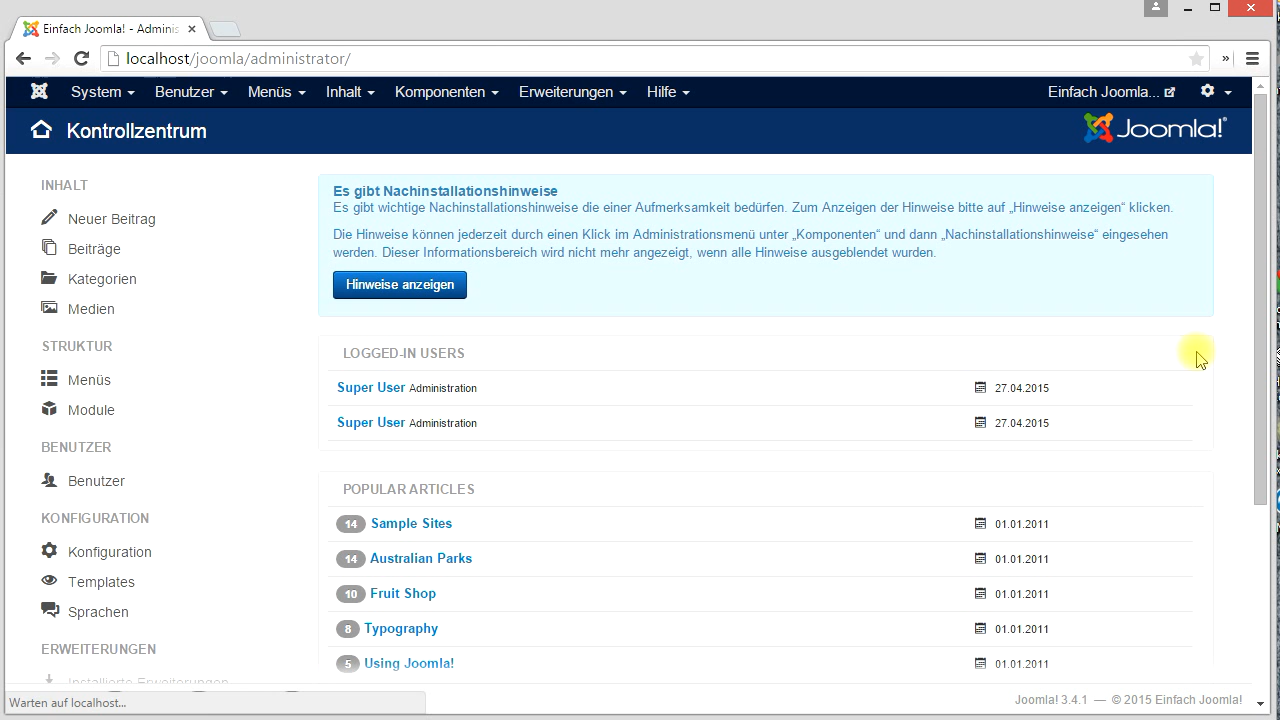 Einfach Joomla! - Adminis
localhost/joomla/administrator/
System Benutzer Menüs Inhalt Komponenten Erweiterungen Hilfe Einfach Joomla...
Kontrollzentrum
Joomla!
INHALT
Neuer Beitrag
Beiträge
Kategorien
Medien
STRUKTUR
Menüs
Module
BENUTZER
Benutzer
KONFIGURATION
Konfiguration
Templates
Sprachen
ERWEITERUNGEN
Installierte Erweiterungen
Es gibt Nachinstallationshinweise
Es gibt wichtige Nachinstallationshinweise die einer Aufmerksamkeit bedürfen. Zum Anzeigen der Hinweise bitte auf „Hinweise anzeigen“ klicken.
Die Hinweise können jederzeit durch einen Klick im Administrationsmenü unter „Komponenten“ und dann „Nachinstallationshinweise“ eingesehen
werden. Dieser Informationsbereich wird nicht mehr angezeigt, wenn alle Hinweise ausgeblendet wurden.
Hinweise anzeigen
LOGGED-IN USERS
Super User Administration 27.04.2015
Super User Administration 27.04.2015
POPULAR ARTICLES
14 Sample Sites 01.01.2011
14 Australian Parks 01.01.2011
10 Fruit Shop 01.01.2011
8 Typography 01.01.2011
5 Using Joomla! 01.01.2011
Warten auf localhost...
Joomla! 3.4.1 — © 2015 Einfach Joomla!